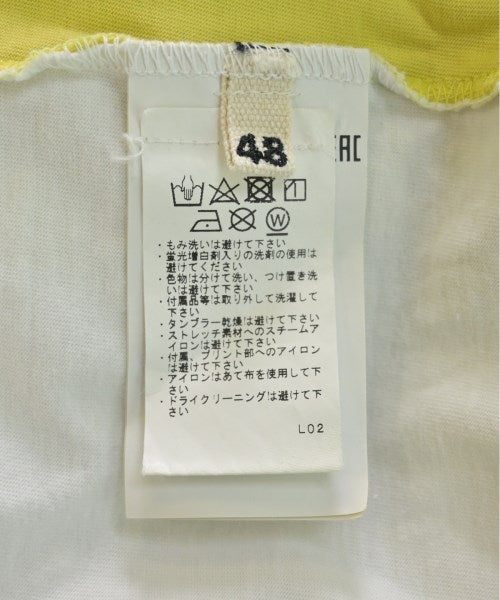 48
EAC
W
・もみ洗いは避けて下さい
・蛍光増白剤入りの洗剤の使用は
避けてください
・色物は分けて洗い、つけ置き洗
いは避けて下さい
・付属品等は取り外して洗濯して
下さい
・タンブラー乾燥は避けて下さい
・ストレッチ素材へのスチームア
イロンは避けて下さい
・付属、プリント部へのアイロン
は避けて下さい
・アイロンはあて布を使用して下
さい
・ドライクリーニングは避けて下
さい
L02